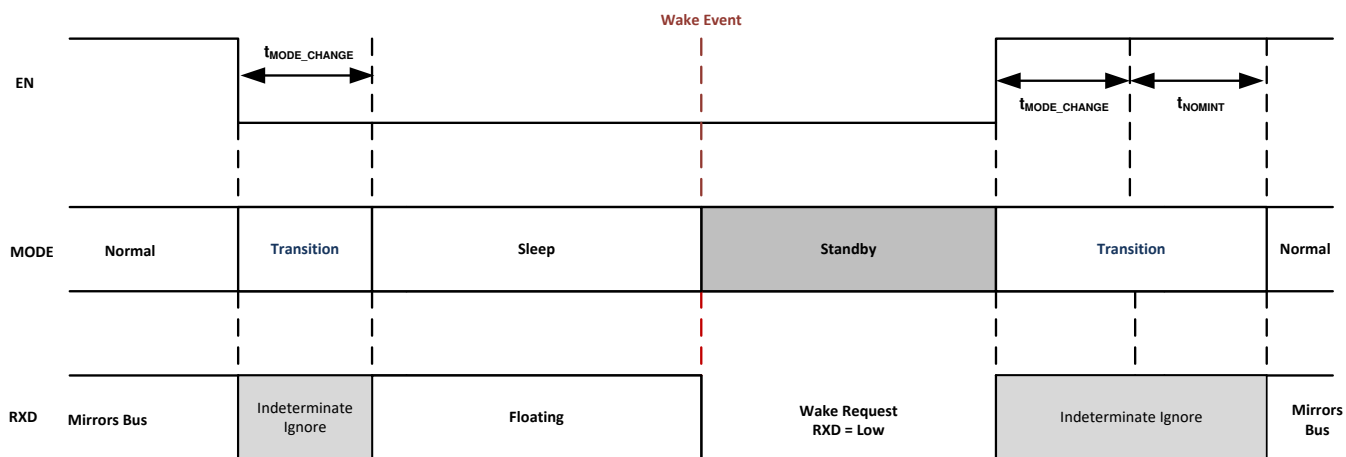 Wake Event
tMODE_CHANGE
EN
tMODE_CHANGE
tNOMINT
MODE
Normal
Transition
Sleep
Standby
Transition
Normal
RXD
Mirrors Bus
Indeterminate
Ignore
Floating
Wake Request
RXD = Low
Indeterminate Ignore
Mirrors
Bus